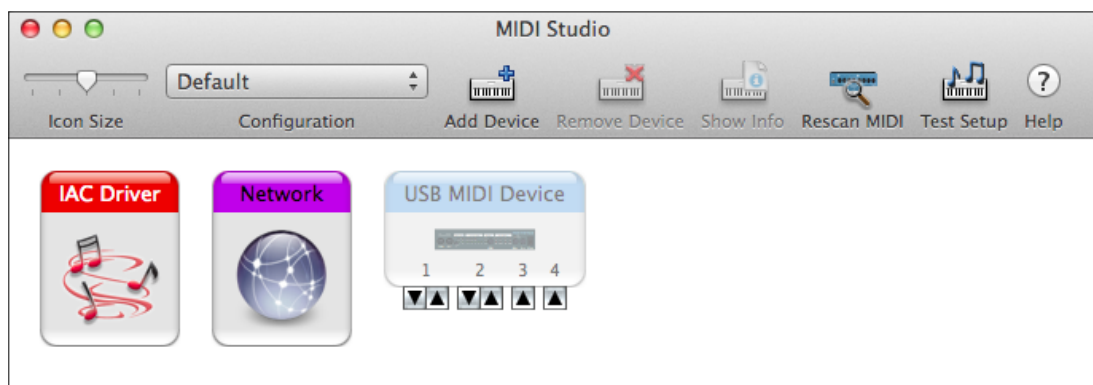 MIDI Studio
Default
Icon Size
Configuration
Add Device
Remove Device
Show Info
Rescan MIDI
Test Setup
?
Help
IAC Driver
Network
USB MIDI Device
1 2 3 4